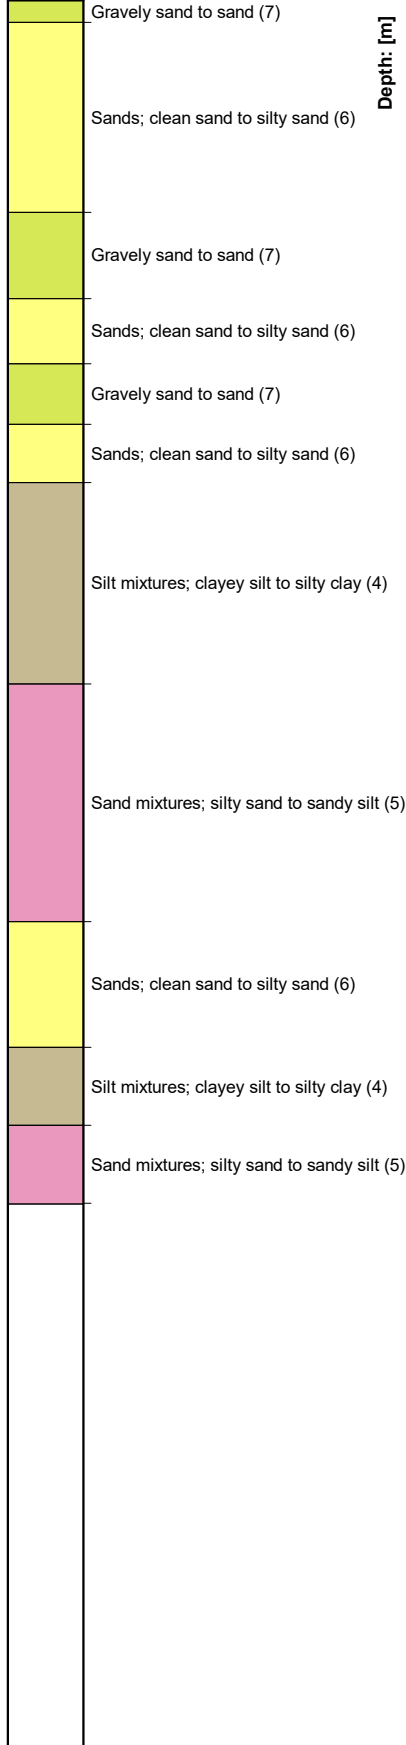 Gravely sand to sand (7)
Depth: [m]
Sands; clean sand to silty sand (6)
Gravely sand to sand (7)
Sands; clean sand to silty sand (6)
Gravely sand to sand (7)
Sands; clean sand to silty sand (6)
Silt mixtures; clayey silt to silty clay (4)
Sand mixtures; silty sand to sandy silt (5)
Sands; clean sand to silty sand (6)
Silt mixtures; clayey silt to silty clay (4)
Sand mixtures; silty sand to sandy silt (5)